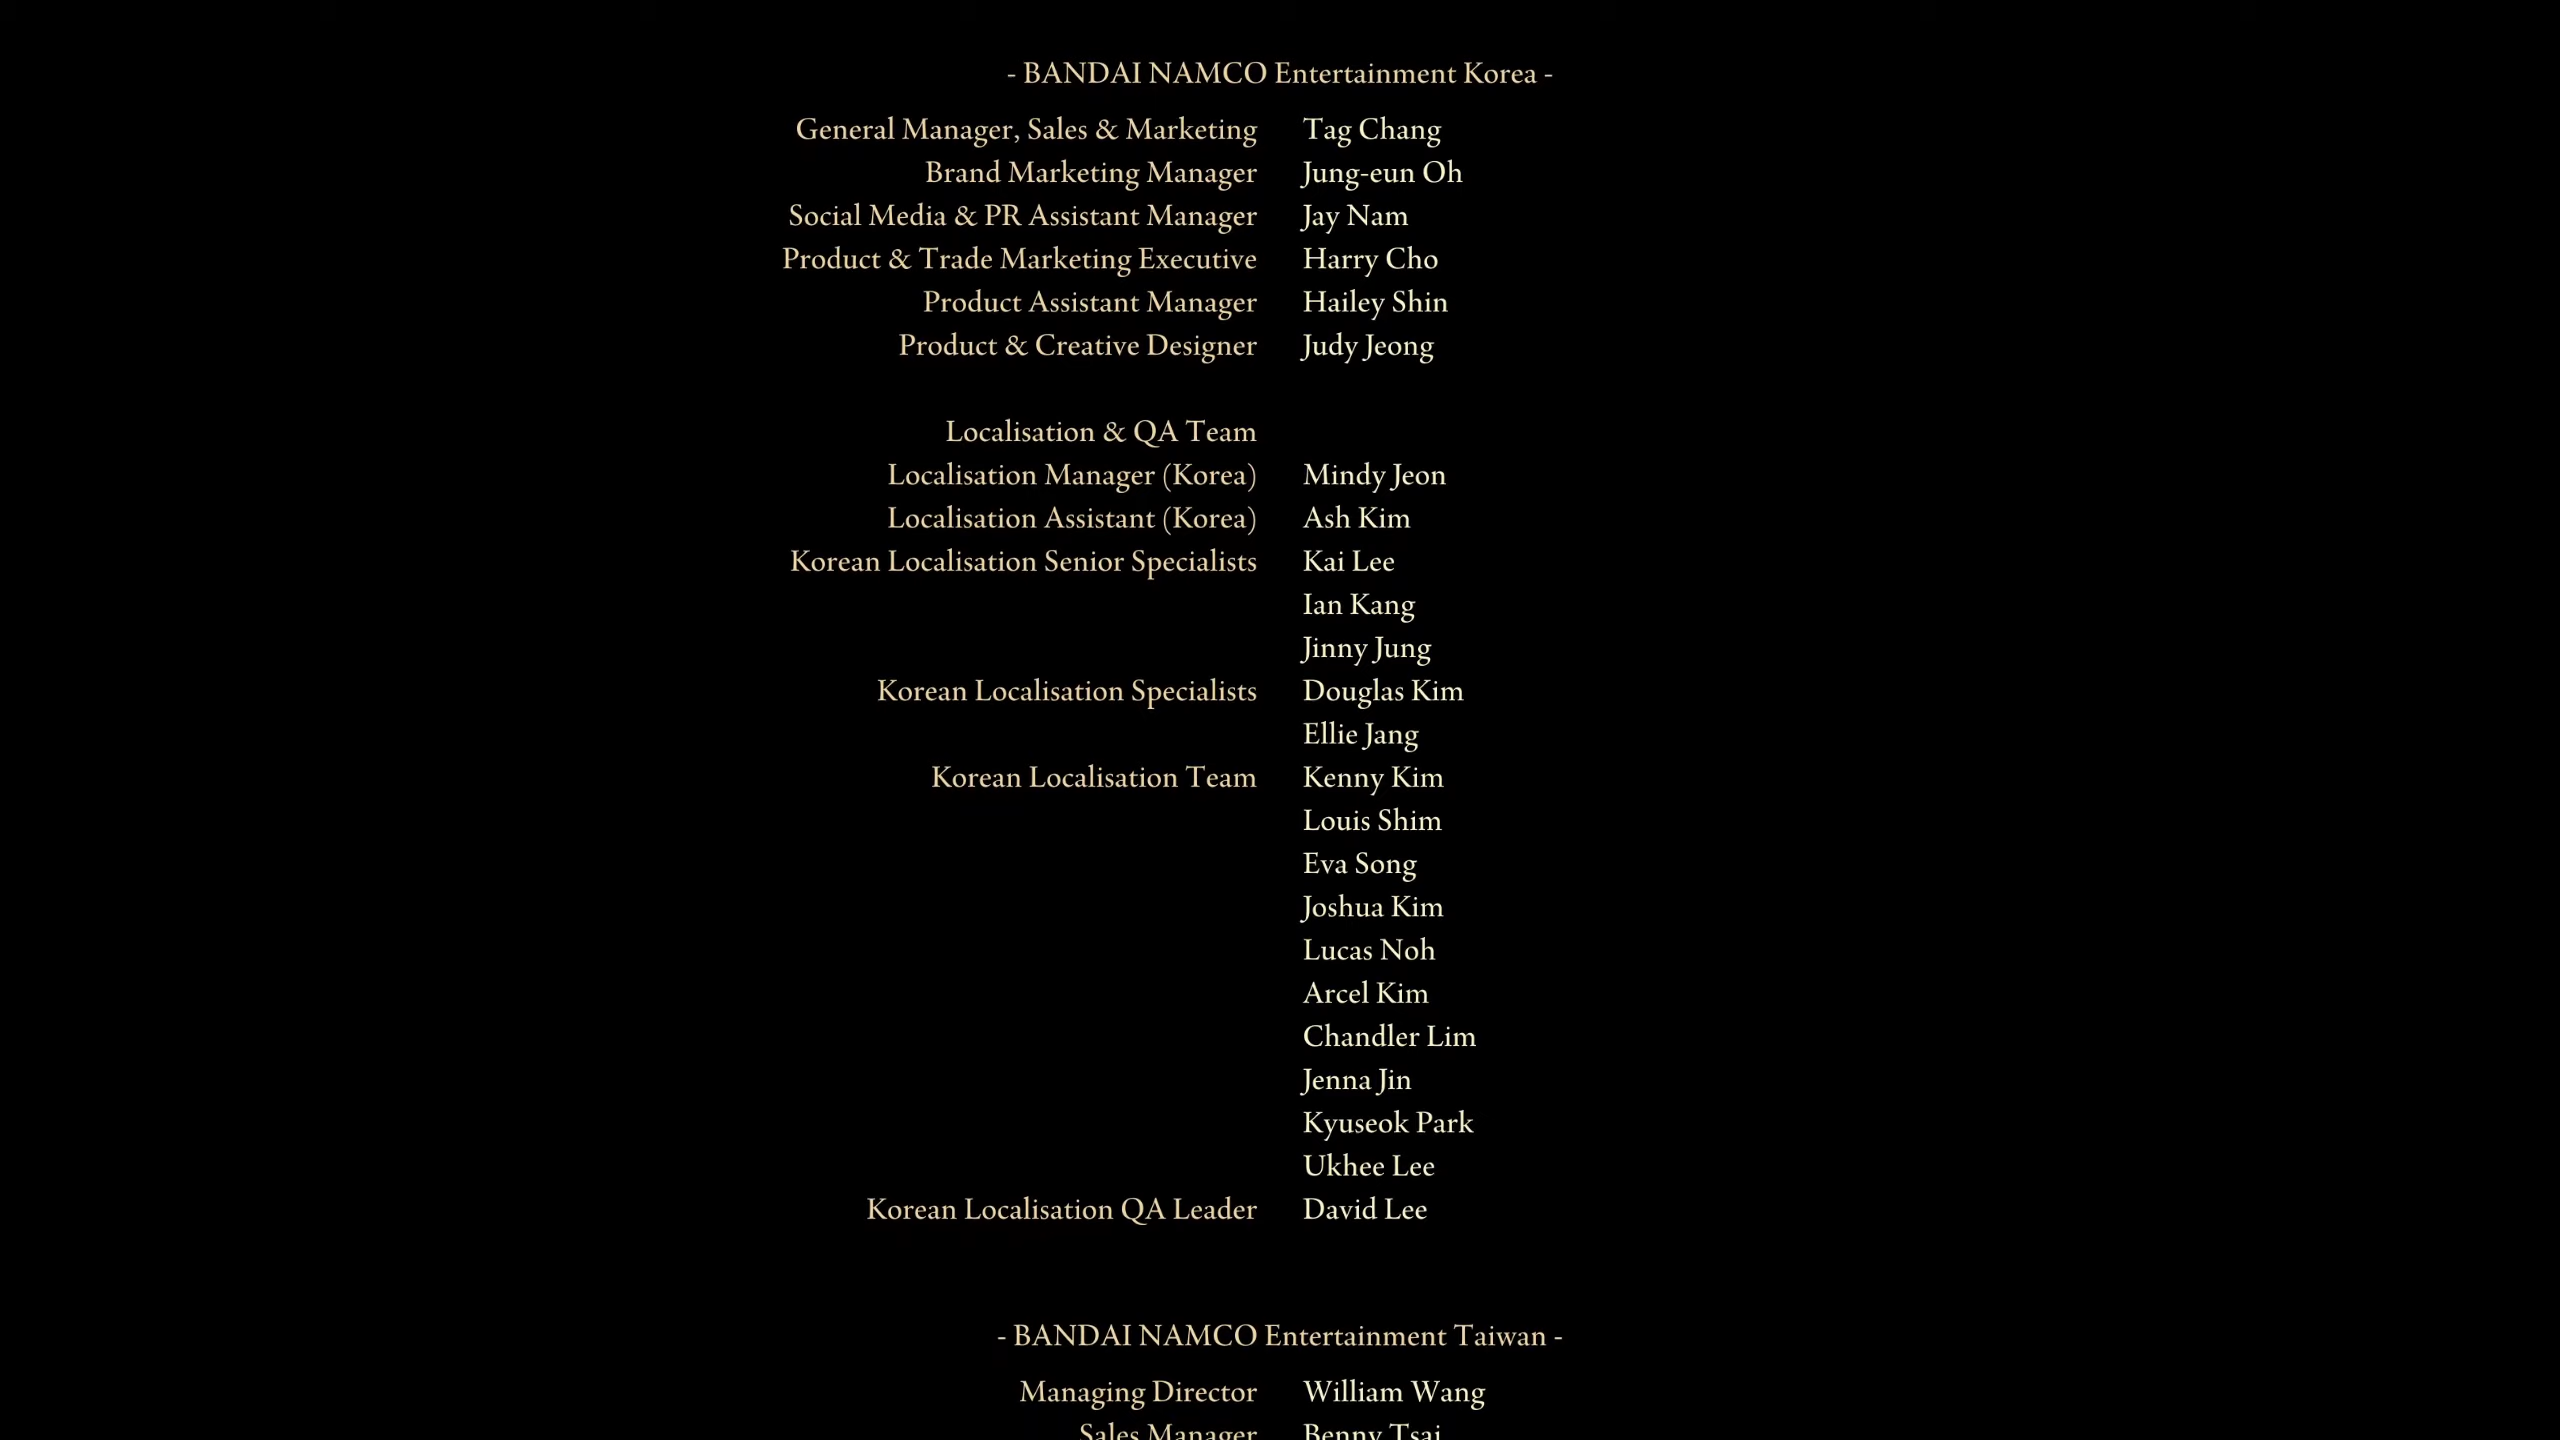 - BANDAI NAMCO Entertainment Korea -
General Manager, Sales & Marketing Tag Chang
Brand Marketing Manager Jung-eun Oh
Social Media & PR Assistant Manager Jay Nam
Product & Trade Marketing Executive Harry Cho
Product Assistant Manager Hailey Shin
Product & Creative Designer Judy Jeong
Localisation & QA Team
Localisation Manager (Korea) Mindy Jeon
Localisation Assistant (Korea) Ash Kim
Korean Localisation Senior Specialists Kai Lee
Ian Kang
Jinny Jung
Korean Localisation Specialists Douglas Kim
Ellie Jang
Korean Localisation Team Kenny Kim
Louis Shim
Eva Song
Joshua Kim
Lucas Noh
Arcel Kim
Chandler Lim
Jenna Jin
Kyuseok Park
Ukhee Lee
Korean Localisation QA Leader David Lee
- BANDAI NAMCO Entertainment Taiwan -
Managing Director William Wang
Sales Manager Benny Tsai